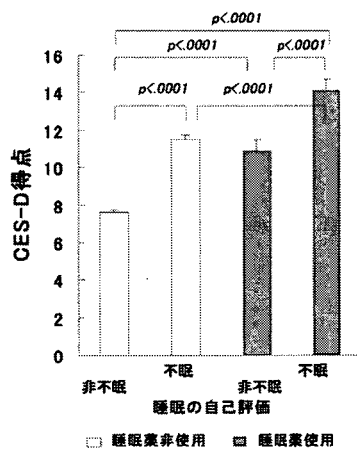 p<.0001
p<.0001 p<.0001
p<.0001 p<.0001
16
14
12
10
8
6
4
2
0
CES-D得点
不眠 不眠
非不眠 非不眠
睡眠の自己評価
睡眠薬非使用 睡眠薬使用